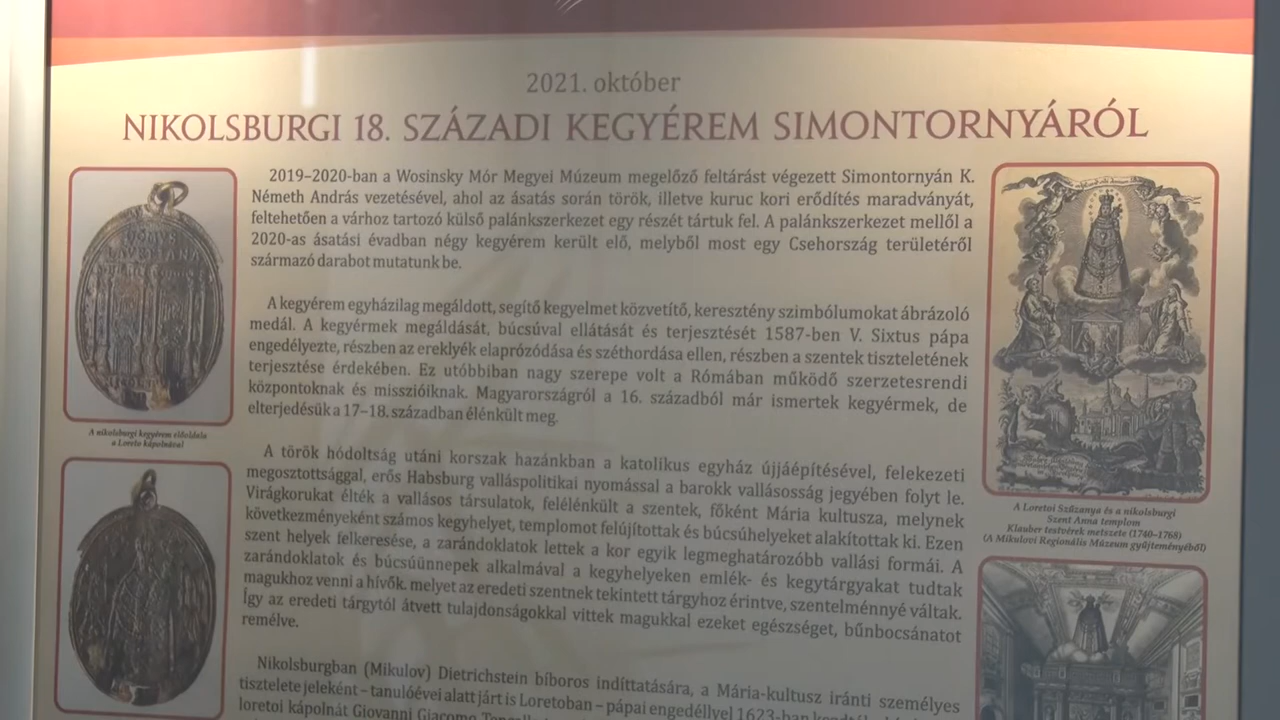 2021. október
NIKOLSBURGI 18. SZÁZADI KEGYÉREM SIMONTORNYÁRÓL
2019–2020-ban a Wosinsky Mór Megyei Múzeum megelőző feltárást végezett Simontornyán K.
Németh András vezetésével, ahol az ásatás során török, illetve kuruc kori erődítés maradványát,
feltehetően a várhoz tartozó külső palánkszerkezet egy részét tártuk fel. A palánkszerkezet mellől a
2020-as ásatási évadban négy kegyérem került elő, melyből most egy Csehország területéről
származó darabot mutatunk be.
A kegyérem egyházilag megáldott, segítő kegyelmet közvetítő, keresztény szimbólumokat ábrázoló
medál. A kegyérmek megáldását, búcsúval ellátását és terjesztését 1587-ben V. Sixtus pápa
engedélyezte, részben az ereklyék elaprózódása és széthordása ellen, részben a szentek tiszteletének
terjesztése érdekében. Ez utóbbiban nagy szerepe volt a Rómában működő szerzetesrendi
központoknak és misszióiknak. Magyarországról a 16. századból már ismertek kegyérmek, de
elterjedésük a 17–18. században élénkült meg.
A török hódoltság utáni korszak hazánkban a katolikus egyház újjáépítésével, felekezeti
megosztottsággal, erős Habsburg valláspolitikai nyomással a barokk vallásosság jegyében folyt le.
Virágkorukat élték a vallásos társulatok, felélénkült a szentek, főként Mária kultusza, melynek
következményeként számos kegyhelyet, templomot felújítottak és búcsúhelyeket alakítottak ki. Ezen
szent helyek felkeresése, a zarándoklatok lettek a kor egyik legmeghatározóbb vallási formái. A
zarándoklatok és búcsúünnepek alkalmával a kegyhelyeken emlék- és kegytárgyakat tudtak
magukhoz venni a hívők. melyet az eredeti szentnek tekintett tárgyhoz érintve, szentelménnyé váltak.
Így az eredeti tárgytól átvett tulajdonságokkal vittek magukkal ezeket egészséget, bűnbocsánatot
remélve.
Nikolsburgban (Mikulov) Dietrichstein bíboros indíttatására, a Mária-kultusz iránti személyes
tisztelete jeleként – tanulóévei alatt járt is Loretoban – pápai engedéllyel 1623-ban
loretoi kápolnát Giovanni Giacomo
A nikolsburgi kegyérem előoldala
a Loreto kápolnával
A Loretoi Szűzanya és a nikolsburgi
Szent Anna templom
Klauber testvérek metszete (1740–1768)
(A Mikulovi Regionális Múzeum gyűjteményéből)